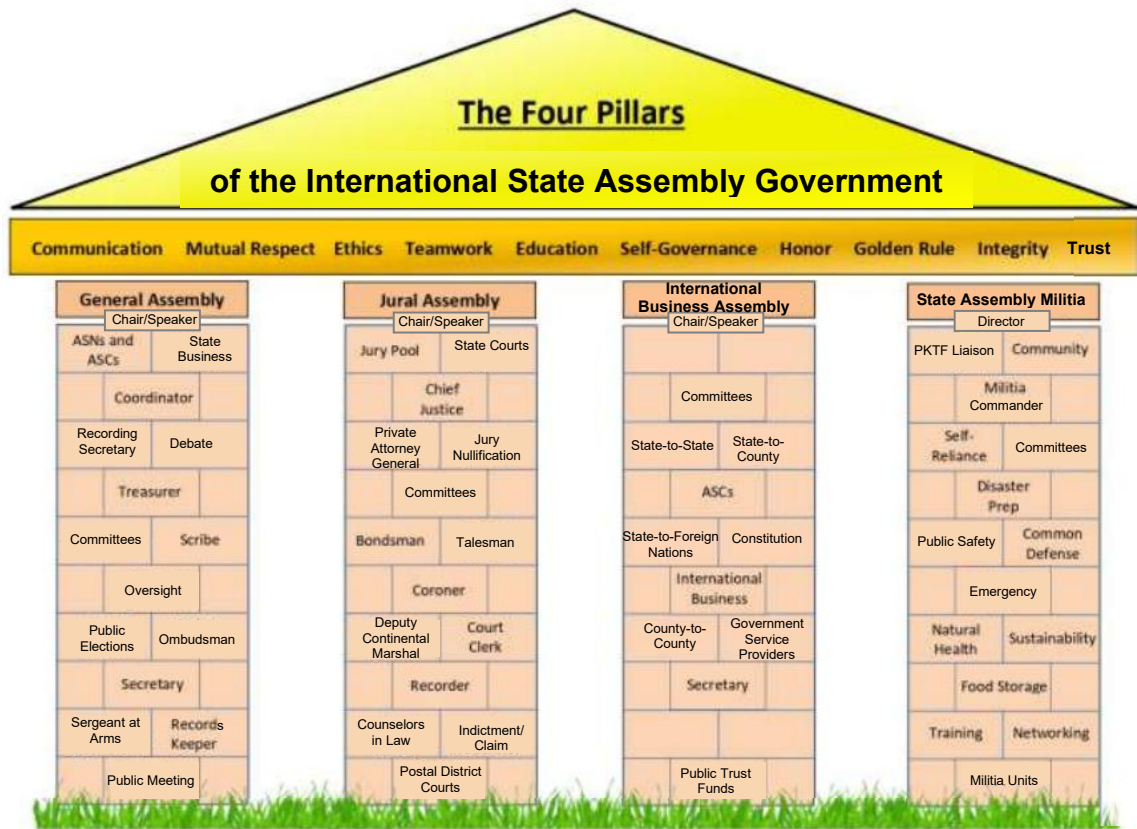 The Four Pillars
of the International State Assembly Government
Communication Mutual Respect Ethics Teamwork Education Self-Governance Honor Golden Rule Integrity Trust
General Assembly
Chair/Speaker
ASNs and
ASCs
State
Business
Coordinator
Recording
Secretary
Debate
Treasurer
Committees
Scribe
Oversight
Public
Elections
Ombudsman
Secretary
Sergeant at
Arms
Records
Keeper
Public Meeting
Jural Assembly
Chair/Speaker
Jury Pool
State Courts
Chief
Justice
Private
Attorney
General
Jury
Nullification
Committees
Bondsman
Talesman
Coroner
Deputy
Continental
Marshal
Court
Clerk
Recorder
Counselors
in Law
Indictment/
Claim
Postal District
Courts
International
Business Assembly
Chair/Speaker
Committees
State-to-State
State-to-
County
ASCs
State-to-Foreign
Nations
Constitution
International
Business
County-to-
County
Government
Service
Providers
Secretary
Public Trust
Funds
State Assembly Militia
Director
PKTF Liaison
Community
Militia
Commander
Self-
Reliance
Committees
Disaster
Prep
Public Safety
Common
Defense
Emergency
Natural
Health
Sustainability
Food Storage
Training
Networking
Militia Units